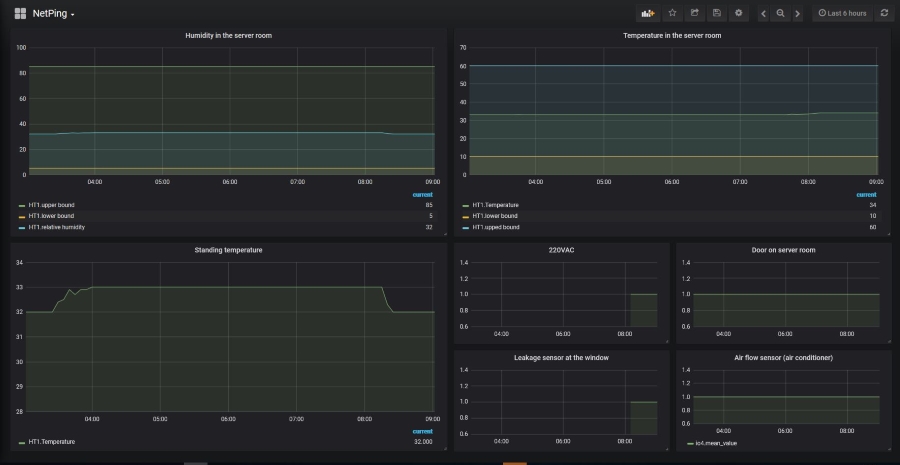 NetPing
Last 6 hours
Humidity in the server room
100
80
60
40
20
0
04:00 05:00 06:00 07:00 08:00 09:00
current
HT1.upper bound 85
HT1.lower bound 5
HT1.relative humidity 32
Temperature in the server room
70
60
50
40
30
20
10
0
04:00 05:00 06:00 07:00 08:00 09:00
current
HT1.Temperature 34
HT1.lower bound 10
HT1.upped bound 60
Standing temperature
34
33
32
31
30
29
28
04:00 05:00 06:00 07:00 08:00 09:00
current
HT1.Temperature 32.000
220VAC
1.4
1.2
1.0
0.8
0.6
04:00 06:00 08:00
Door on server room
1.4
1.2
1.0
0.8
0.6
04:00 06:00 08:00
Leakage sensor at the window
1.4
1.2
1.0
0.8
0.6
04:00 06:00 08:00
Air flow sensor (air conditioner)
1.4
1.2
1.0
0.8
0.6
04:00 06:00 08:00
io4.mean_value